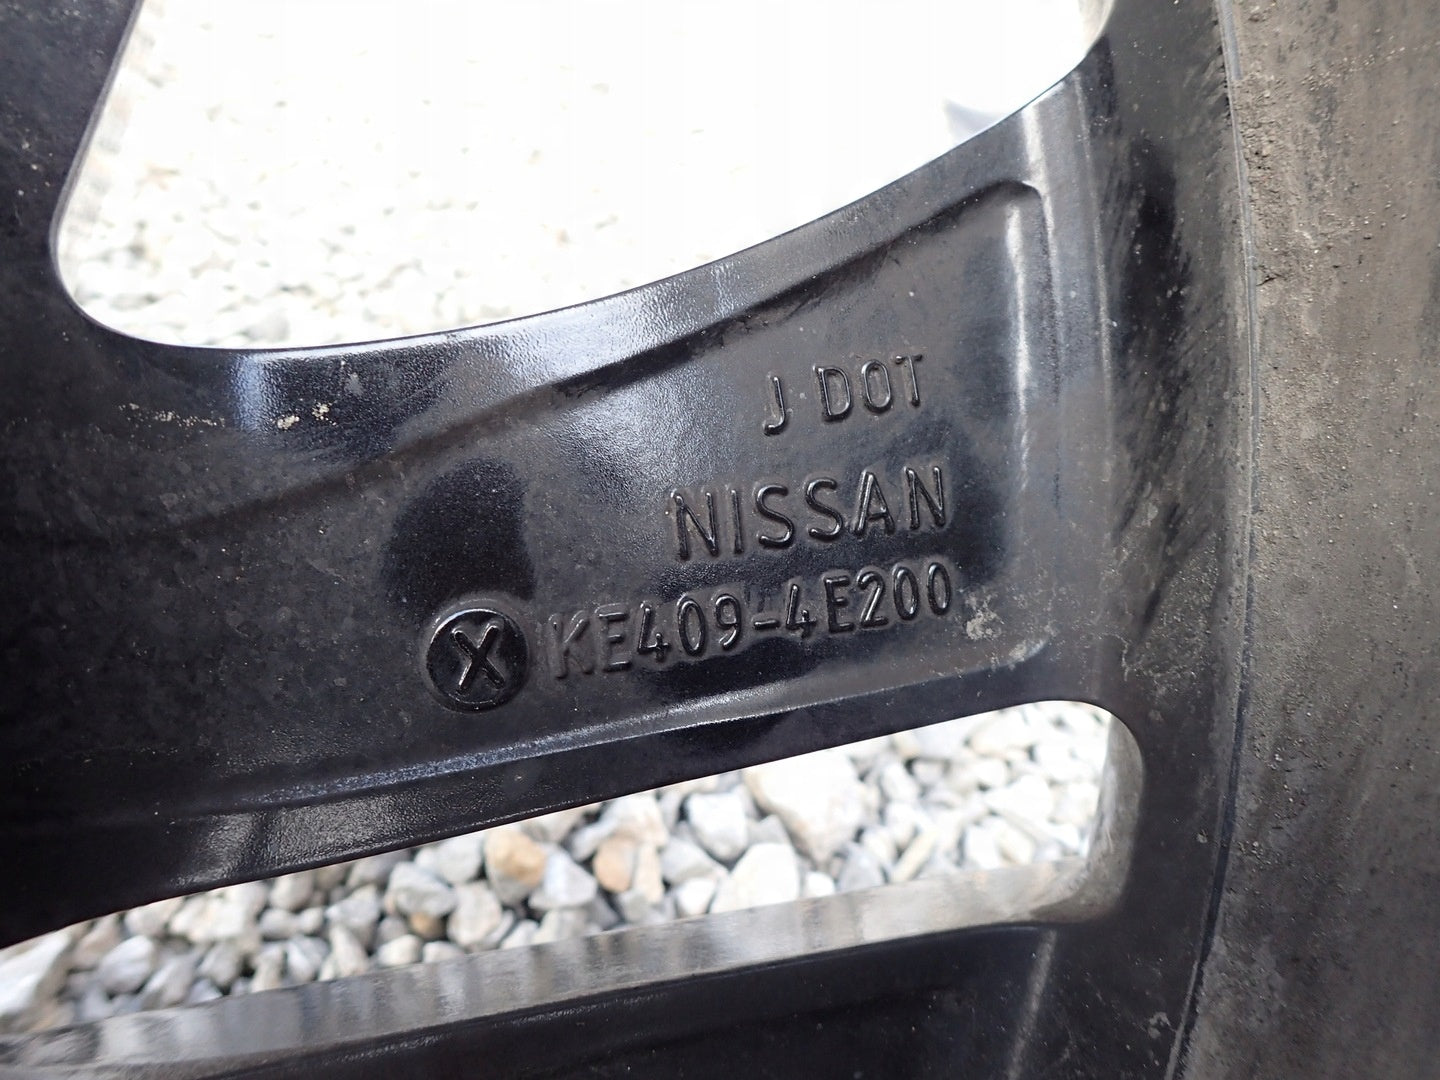 J DOT
NISSAN
X KE409-4E200